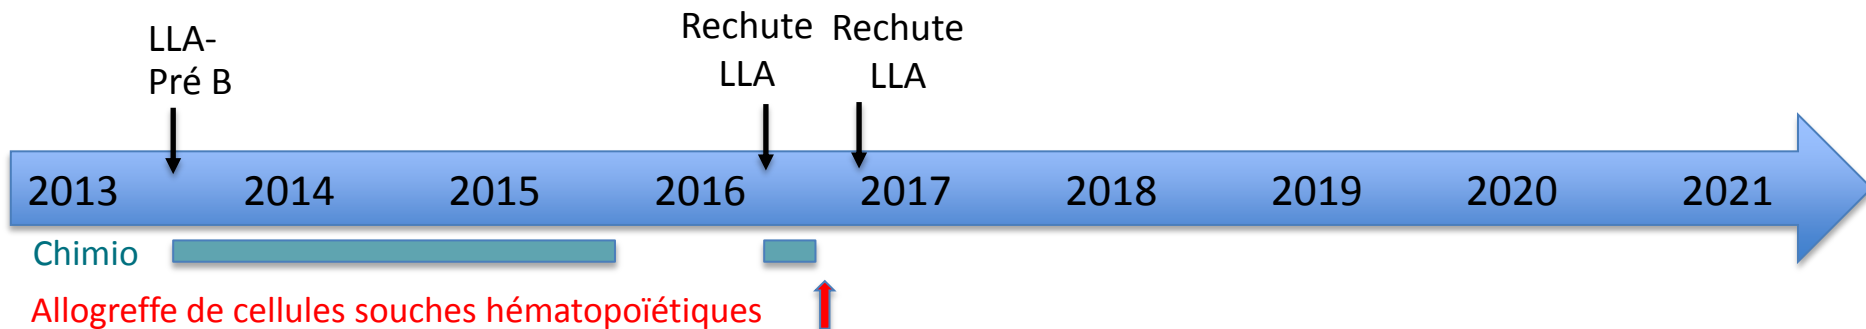 LLA-
Pré B
Rechute
LLA
Rechute
LLA
2013 2014 2015 2016 2017 2018 2019 2020 2021
Chimio
Allogreffe de cellules souches hématopoïétiques